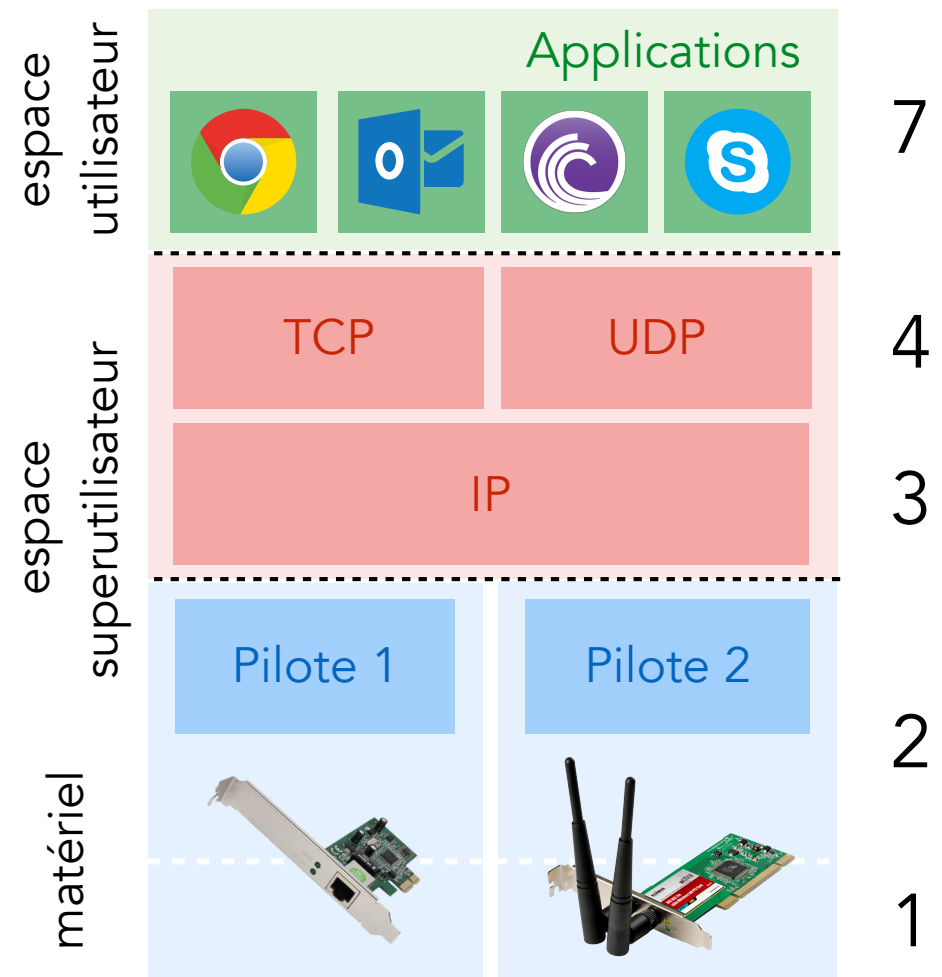 espace
utilisateur
Applications
7
O
S
espace
superutilisateur
TCP
UDP
4
IP
3
Pilote 1
Pilote 2
2
matériel
1